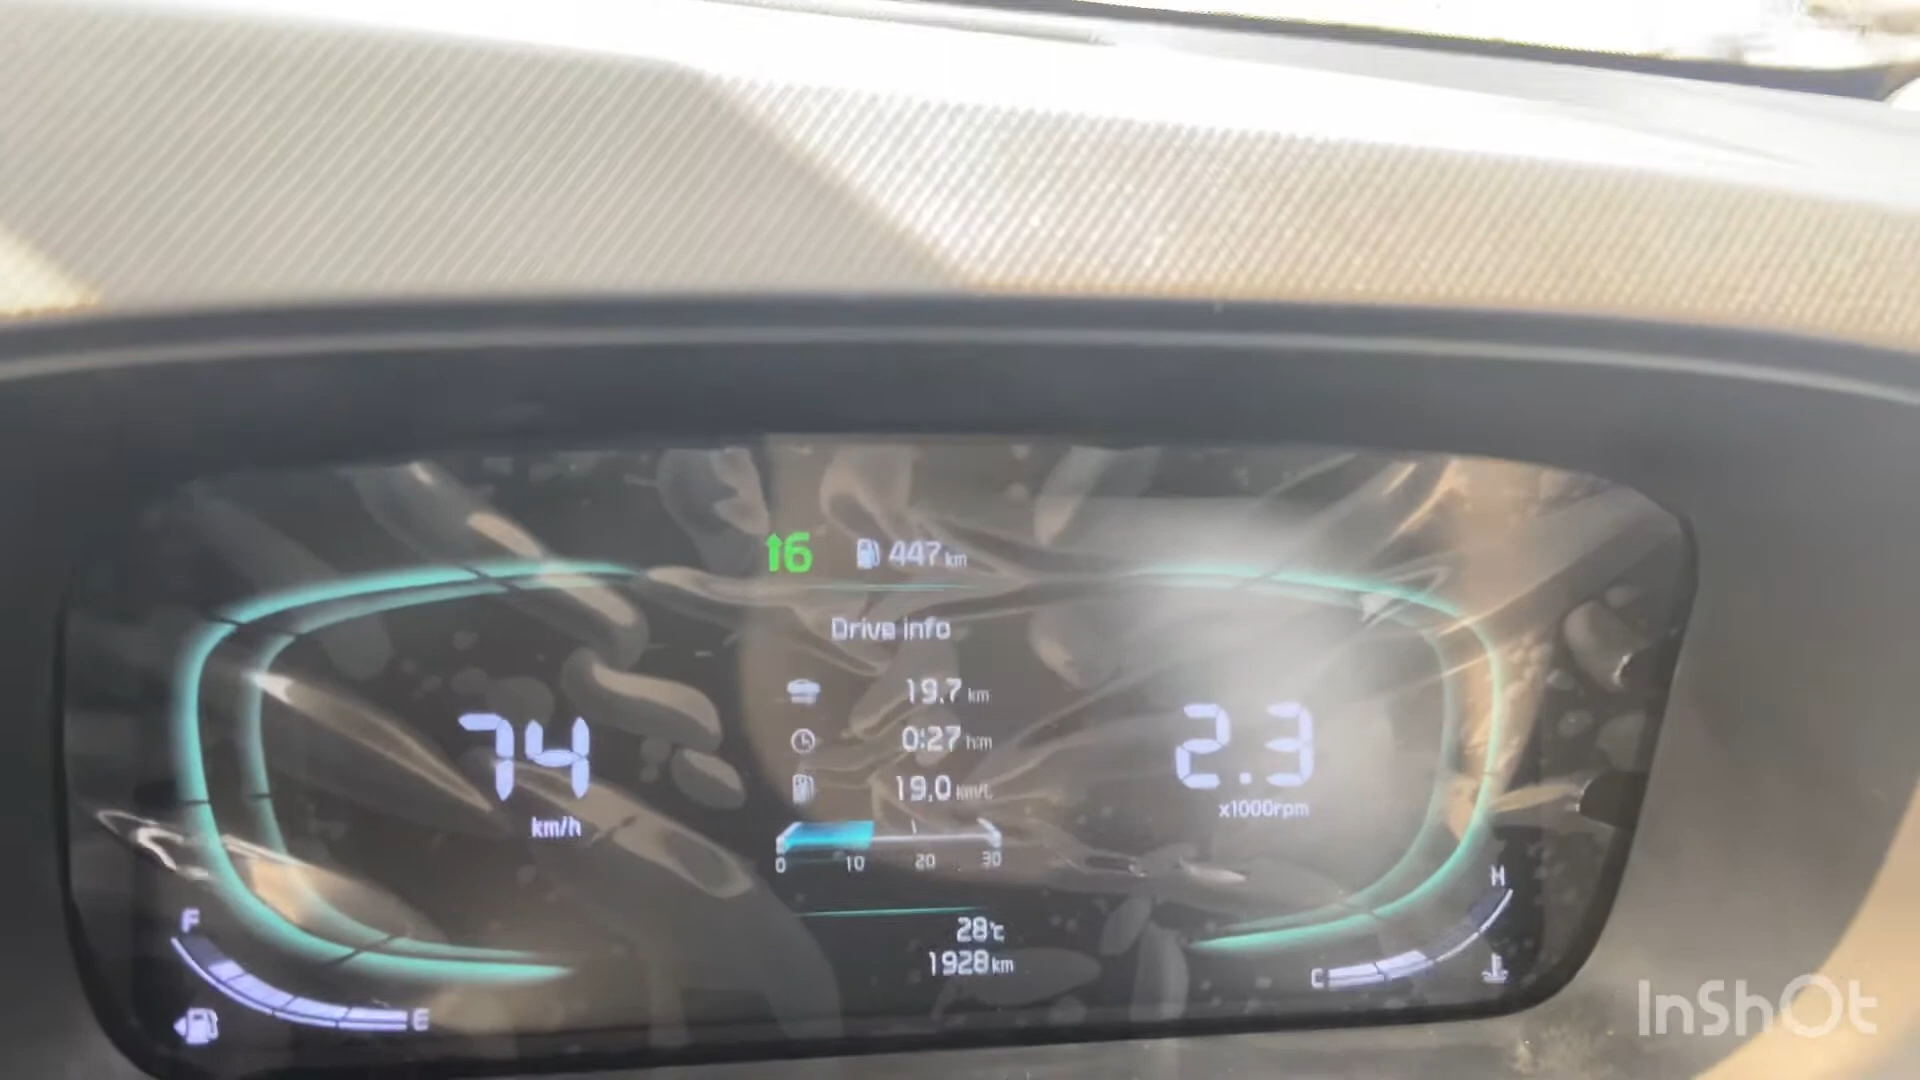 ↑6 447 km
Drive info
19.7 km
0:27 h:m
19.0 km/L
0 10 20 30
74
km/h
2.3
x1000rpm
28°C
1928 km
F
E
H
C
InShOt